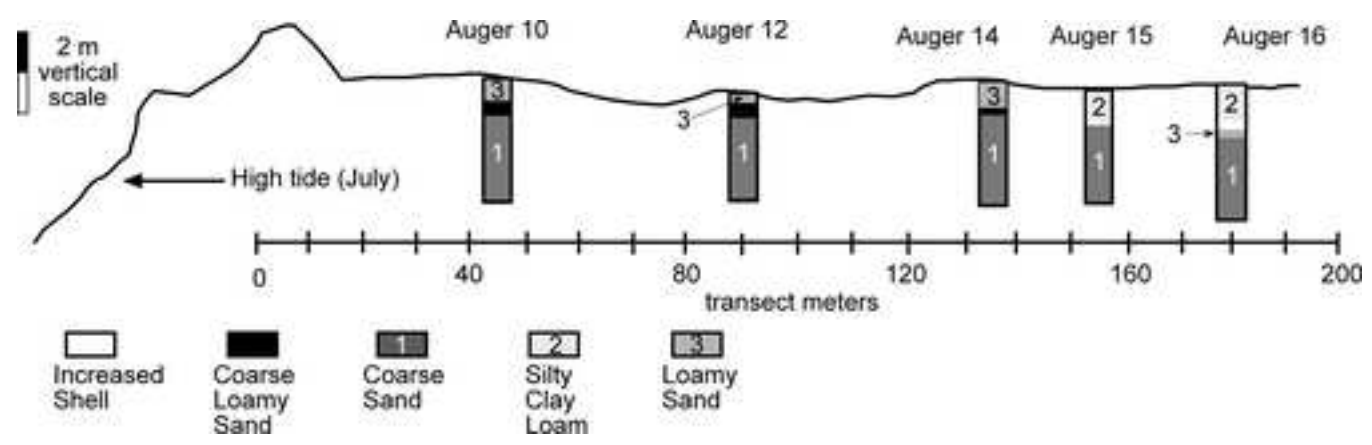 Auger 10
Auger 12
Auger 14
Auger 15
Auger 16
2 m
vertical
scale
3
3
3
2
2
3
1
1
1
1
1
High tide (July)
0
40
80
120
160
200
transect meters
1
2
3
Increased
Shell
Coarse
Loamy
Sand
Coarse
Sand
Silty
Clay
Loam
Loamy
Sand